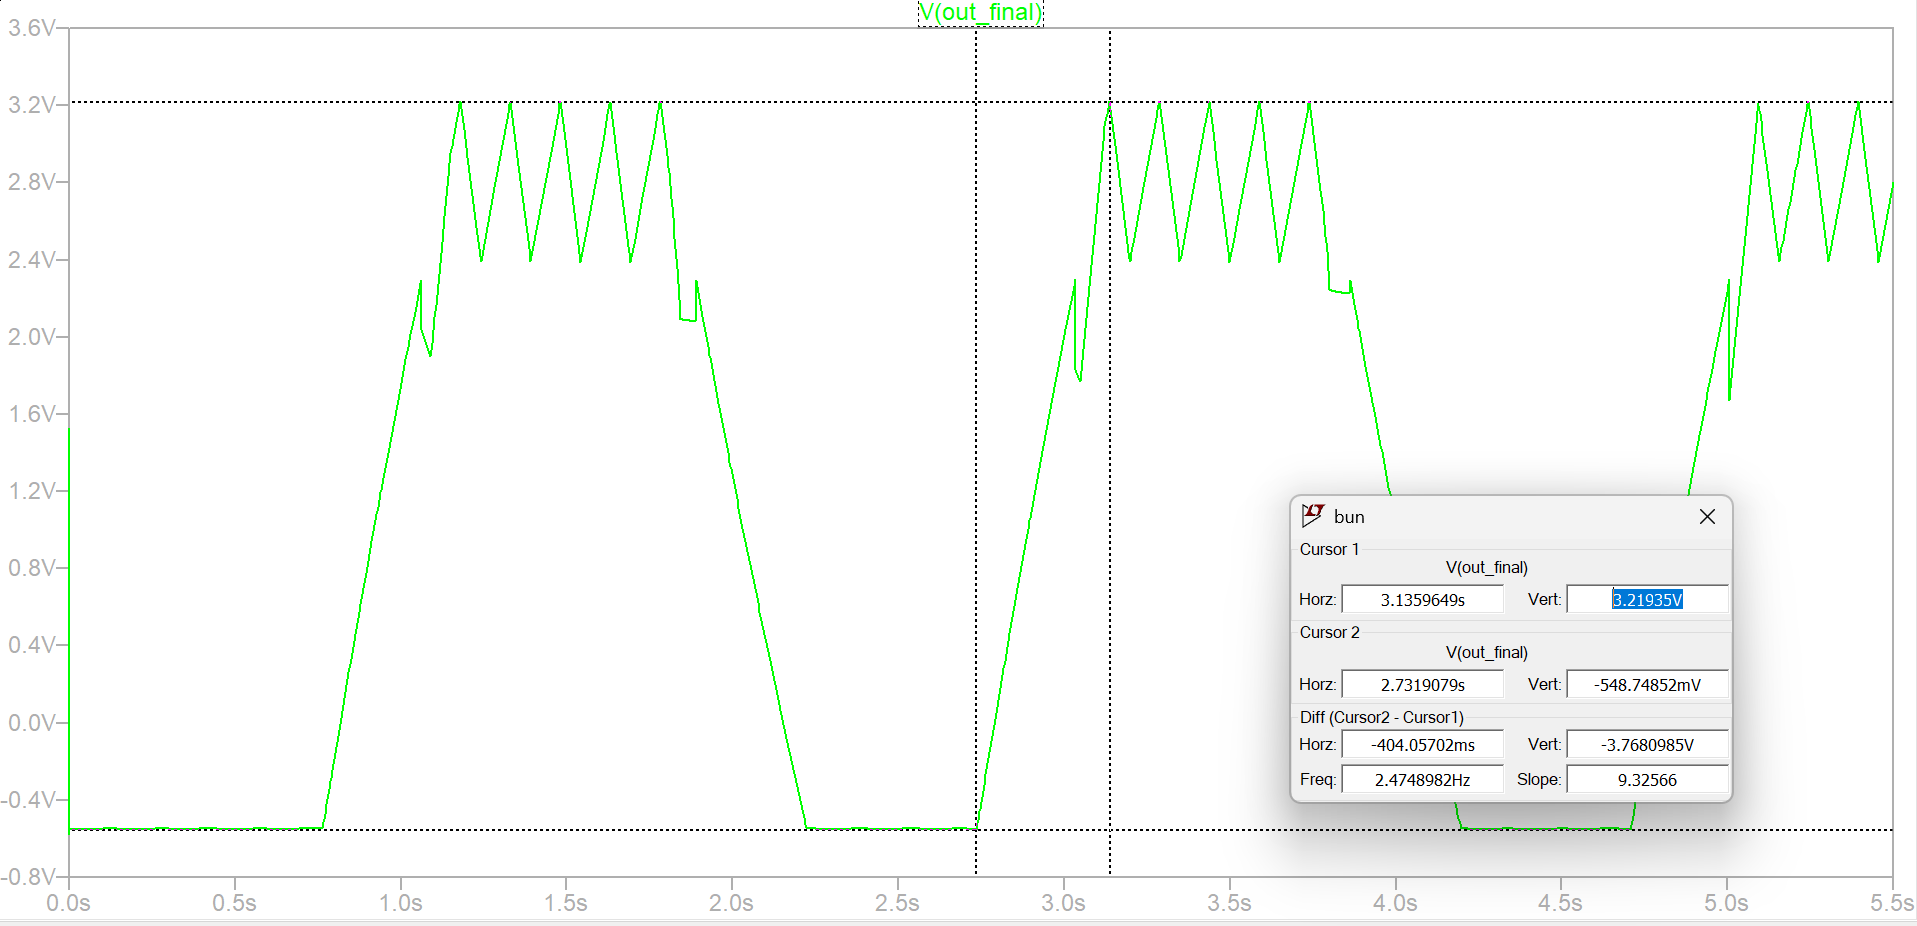 V(out_final)
3.6V
3.2V
2.8V
2.4V
2.0V
1.6V
1.2V
0.8V
0.4V
0.0V
-0.4V
-0.8V
0.0s 0.5s 1.0s 1.5s 2.0s 2.5s 3.0s 3.5s 4.0s 4.5s 5.0s 5.5s
bun
Cursor 1
V(out_final)
Horz: 3.1359649s Vert: 3.21935V
Cursor 2
V(out_final)
Horz: 2.7319079s Vert: -548.74852mV
Diff (Cursor2 - Cursor1)
Horz: -404.05702ms Vert: -3.7680985V
Freq: 2.4748982Hz Slope: 9.32566